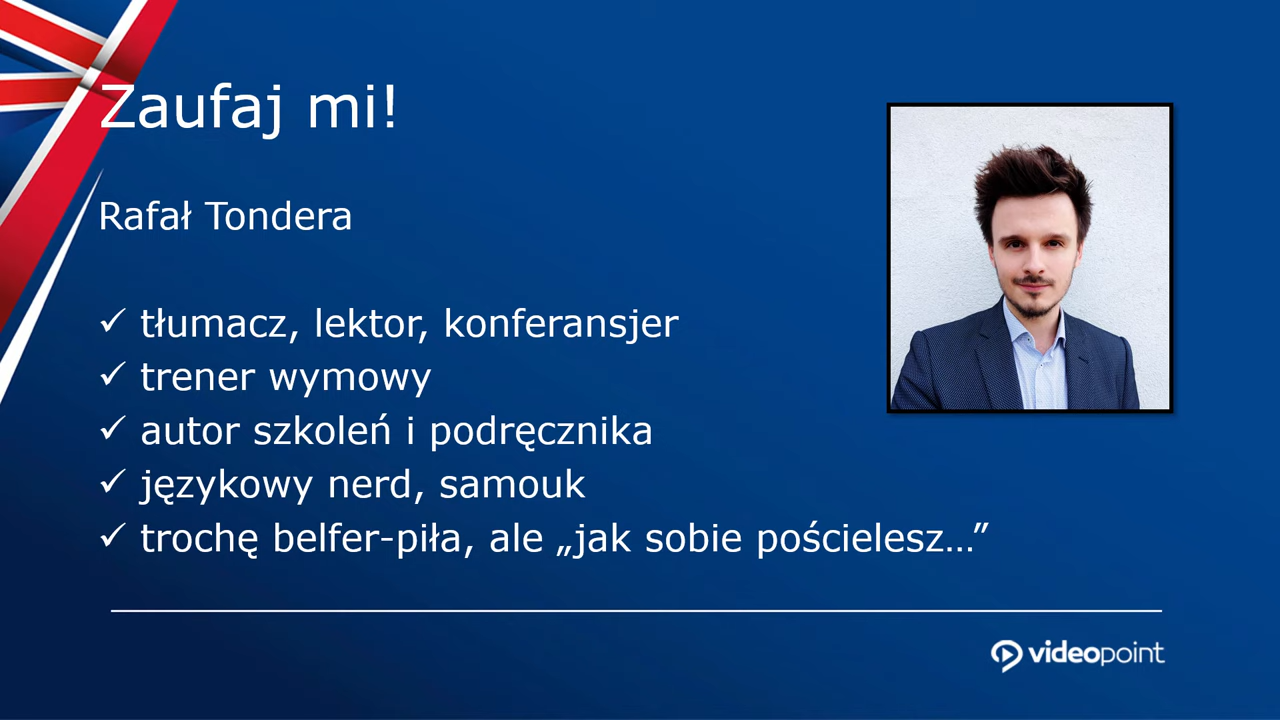 Zaufaj mi!
Rafał Tondera
✓ tłumacz, lektor, konferansjer
✓ trener wymowy
✓ autor szkoleń i podręcznika
✓ językowy nerd, samouk
✓ trochę belfer-piła, ale „jak sobie pościelesz…”
videopoint